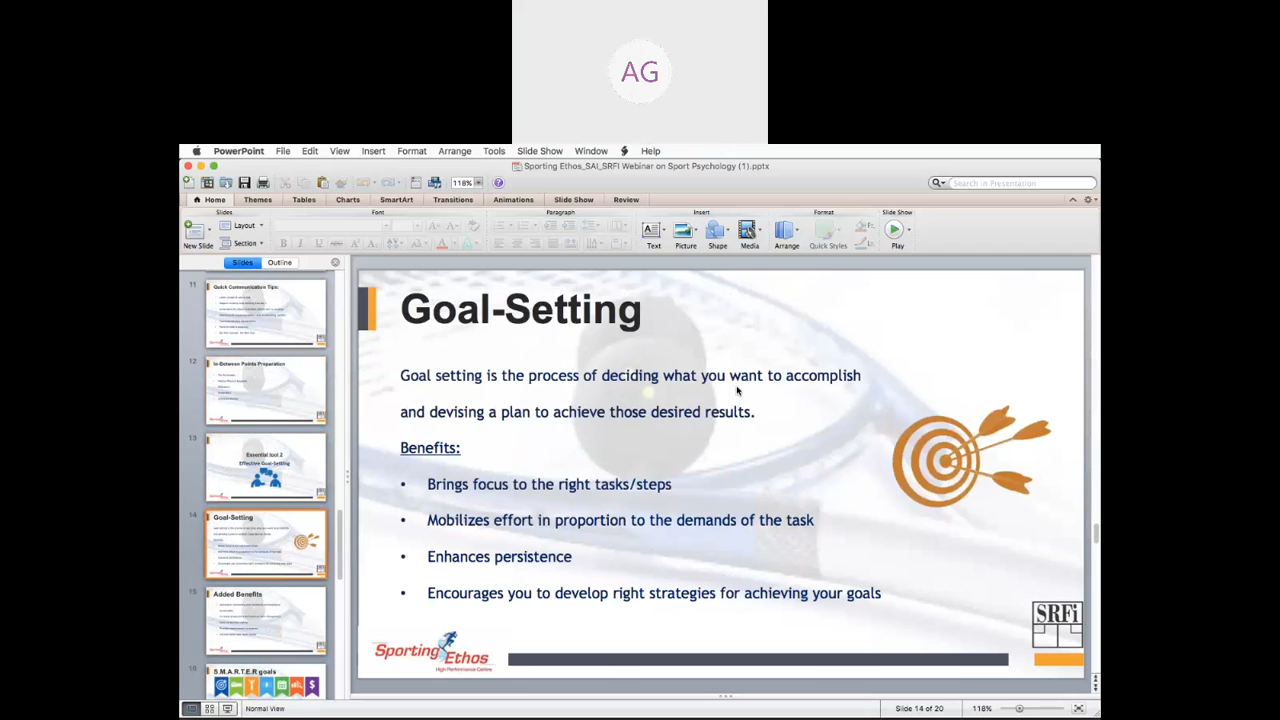 AG
PowerPoint File Edit View Insert Format Arrange Tools Slide Show Window Help
Sporting Ethos_SAI_SRFI Webinar on Sport Psychology (1).pptx
118%
Search in Presentation
Home Themes Tables Charts SmartArt Transitions Animations Slide Show Review
Slides Font Paragraph Insert Format Slide Show
Layout
Section
New Slide
Text Picture Shape Media Arrange Quick Styles Play
Slides Outline
11
Quick Communication Tips:
12
In-Between Points Preparation
13
Essential tool 2
Effective Goal-Setting
14
Goal-Setting
15
Added Benefits
S.M.A.R.T.E.R goals
Goal-Setting
Goal setting is the process of deciding what you want to accomplish
and devising a plan to achieve those desired results.
Benefits:
• Brings focus to the right tasks/steps
• Mobilizes effort in proportion to the demands of the task
• Enhances persistence
• Encourages you to develop right strategies for achieving your goals
Sporting Ethos
High Performance Centre
SRFi
Normal View
Slide 14 of 20
118%